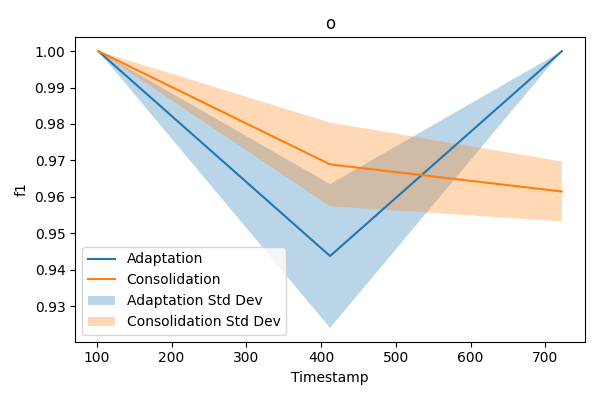 o
1.00
0.99
0.98
0.97
0.96
0.95
0.94
0.93
f1
Adaptation
Consolidation
Adaptation Std Dev
Consolidation Std Dev
100 200 300 400 500 600 700
Timestamp